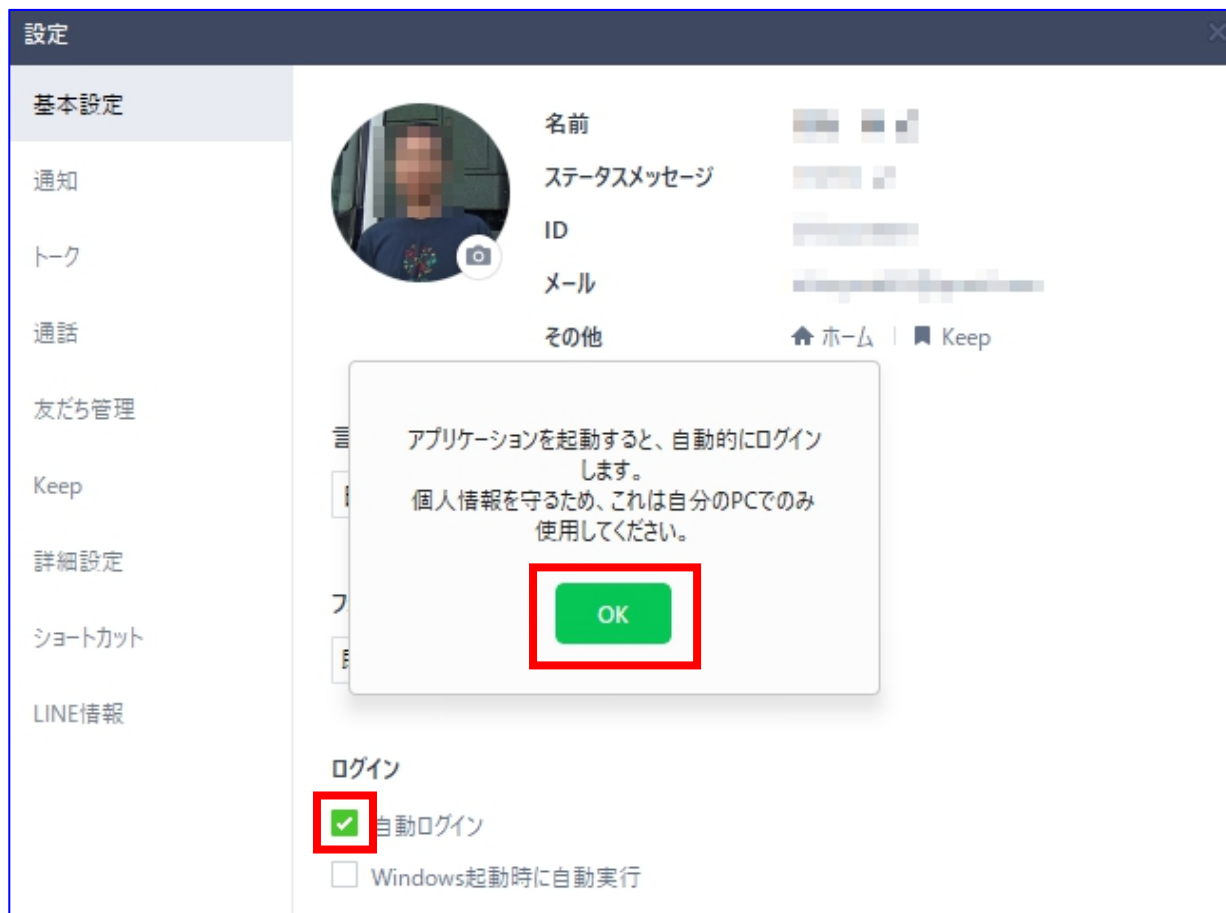 設定
基本設定
通知
トーク
通話
友だち管理
Keep
詳細設定
ショートカット
LINE情報
名前
ステータスメッセージ
ID
メール
その他
ホーム | Keep
アプリケーションを起動すると、自動的にログイン
します。
個人情報を守るため、これは自分のPCでのみ
使用してください。
OK
ログイン
自動ログイン
Windows起動時に自動実行